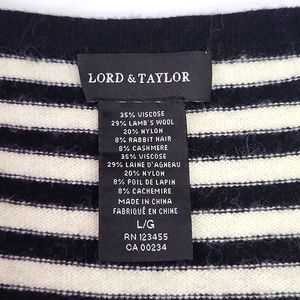 LORD & TAYLOR
35% VISCOSE
29% LAMB'S WOOL
20% NYLON
8% RABBIT HAIR
8% CASHMERE
35% VISCOSE
29% LAINE D'AGNEAU
20% NYLON
8% POIL DE LAPIN
8% CACHEMIRE
MADE IN CHINA
FABRIQUÉ EN CHINE
L/G
RN 123455
CA 00234